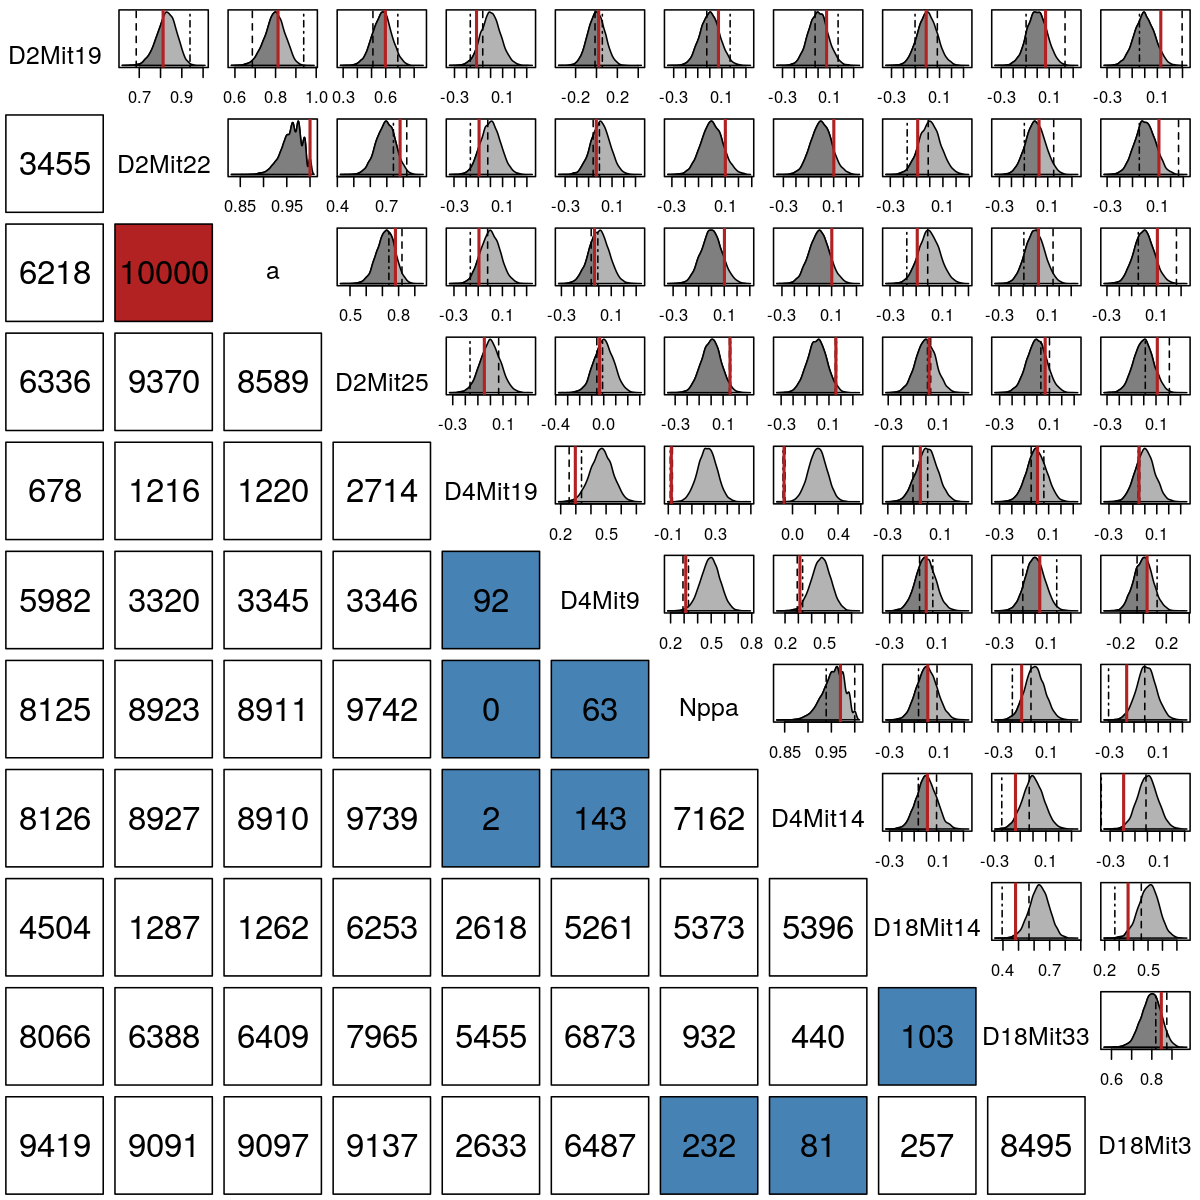 D2Mit19
0.7 0.9 0.6 0.8 1.0 0.3 0.6 -0.3 0.1 -0.2 0.2 -0.3 0.1 -0.3 0.1 -0.3 0.1 -0.3 0.1 -0.3 0.1
3455 D2Mit22
0.85 0.95 0.4 0.7 -0.3 0.1 -0.3 0.1 -0.3 0.1 -0.3 0.1 -0.3 0.1 -0.3 0.1 -0.3 0.1
6218 10000 a
0.5 0.8 -0.3 0.1 -0.3 0.1 -0.3 0.1 -0.3 0.1 -0.3 0.1 -0.3 0.1 -0.3 0.1
6336 9370 8589 D2Mit25
-0.3 0.1 -0.4 0.0 -0.3 0.1 -0.3 0.1 -0.3 0.1 -0.3 0.1 -0.3 0.1
678 1216 1220 2714 D4Mit19
0.2 0.5 -0.1 0.3 0.0 0.4 -0.3 0.1 -0.3 0.1 -0.3 0.1
5982 3320 3345 3346 92 D4Mit9
0.2 0.5 0.8 0.2 0.5 -0.3 0.1 -0.3 0.1 -0.2 0.2
8125 8923 8911 9742 0 63 Nppa
0.85 0.95 -0.3 0.1 -0.3 0.1 -0.3 0.1
8126 8927 8910 9739 2 143 7162 D4Mit14
-0.3 0.1 -0.3 0.1 -0.3 0.1
4504 1287 1262 6253 2618 5261 5373 5396 D18Mit14
0.4 0.7 0.2 0.5
8066 6388 6409 7965 5455 6873 932 440 103 D18Mit33
0.6 0.8
9419 9091 9097 9137 2633 6487 232 81 257 8495 D18Mit3